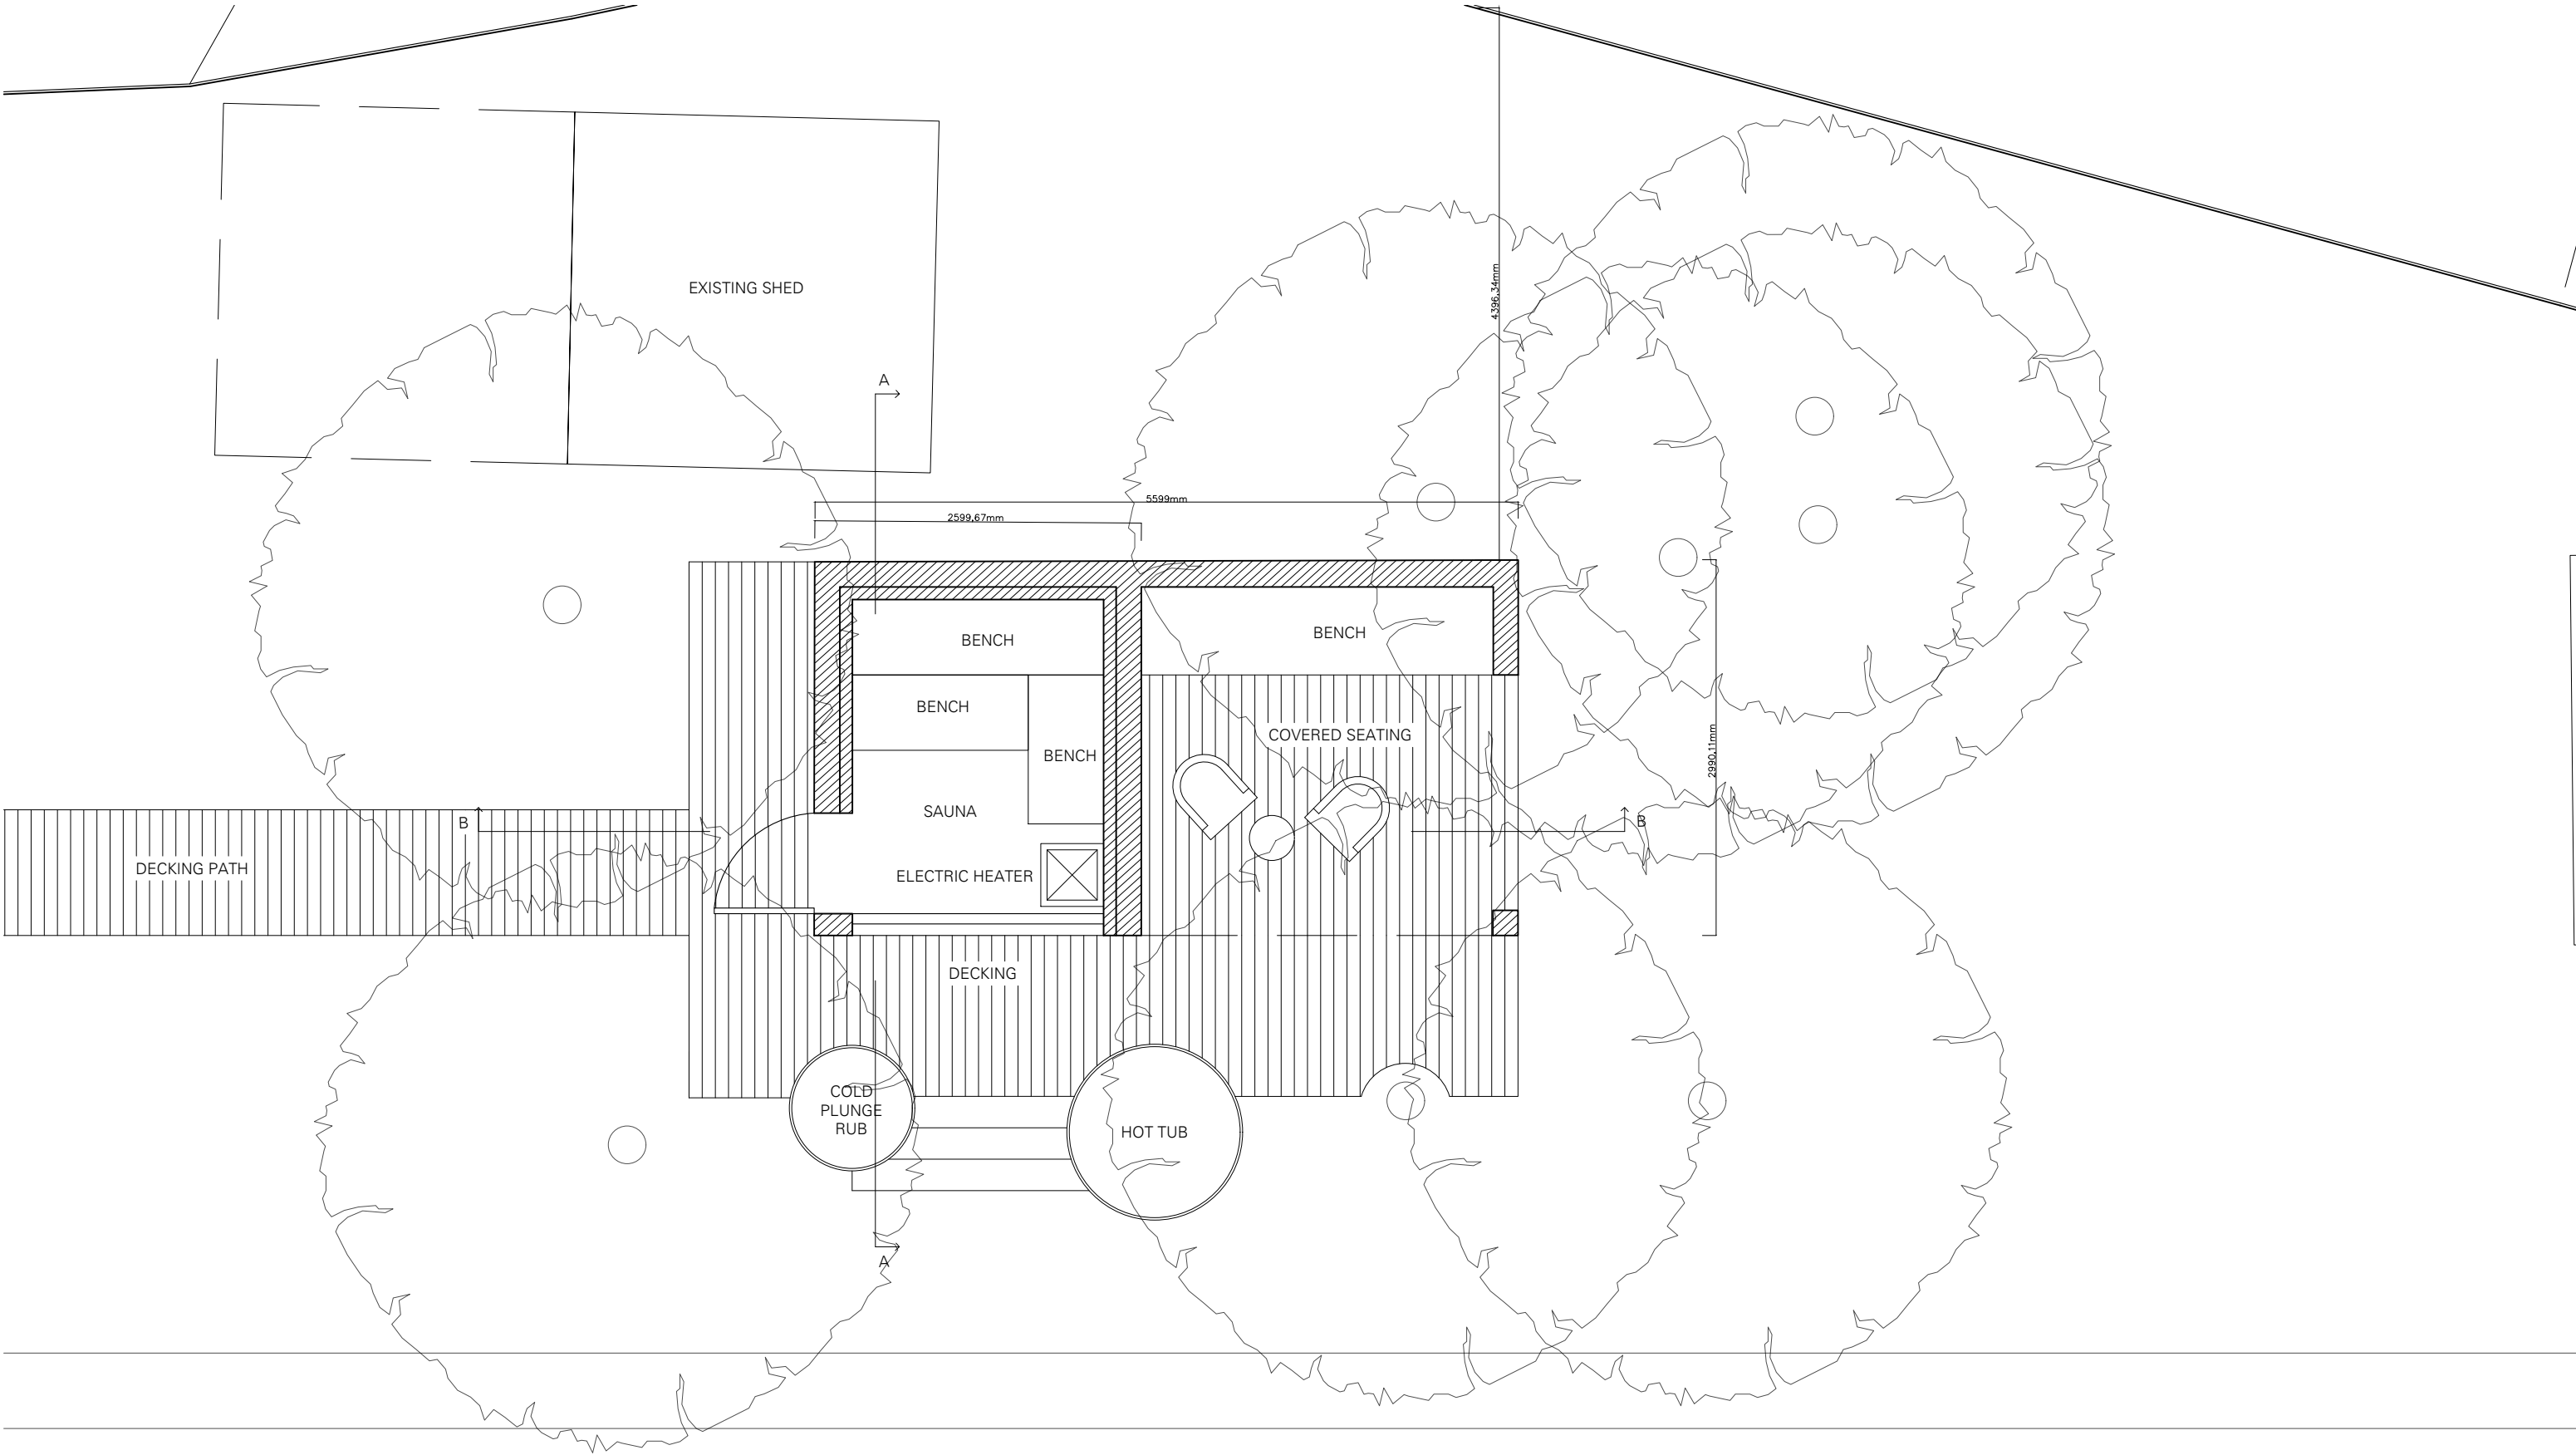 EXISTING SHED
4396,34mm
A
5599mm
2599,67mm
BENCH
BENCH
BENCH
BENCH
COVERED SEATING
2990,11mm
B
SAUNA
B
DECKING PATH
ELECTRIC HEATER
DECKING
COLD
PLUNGE
RUB
HOT TUB
A